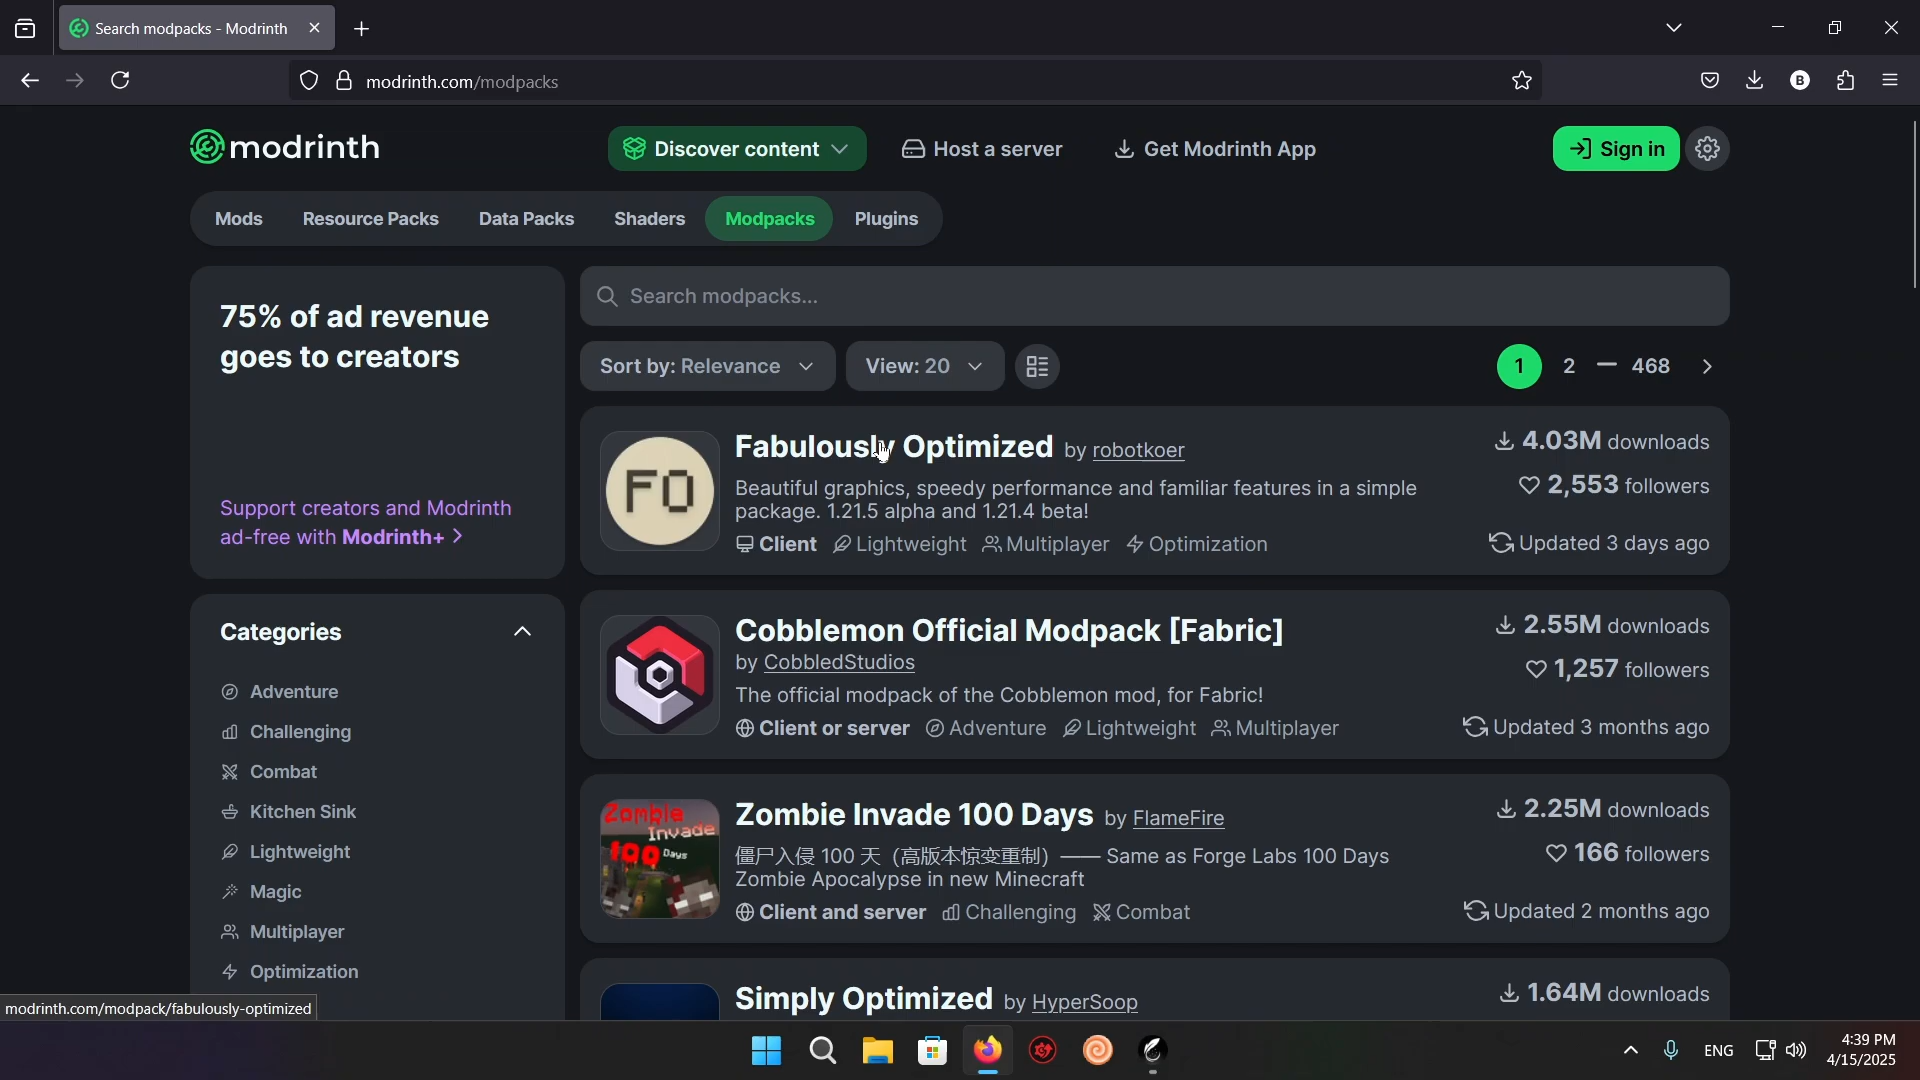 Search modpacks - Modrinth
modrinth.com/modpacks
B
modrinth
Discover content
Host a server
Get Modrinth App
Sign in
Mods
Resource Packs
Data Packs
Shaders
Modpacks
Plugins
75% of ad revenue
goes to creators
Support creators and Modrinth
ad-free with Modrinth+
Search modpacks...
Sort by: Relevance
View: 20
1
2
468
FO
Fabulously Optimized by robotkoer
Beautiful graphics, speedy performance and familiar features in a simple
package. 1.21.5 alpha and 1.21.4 beta!
Client Lightweight Multiplayer Optimization
4.03M downloads
2,553 followers
Updated 3 days ago
Cobblemon Official Modpack [Fabric]
by CobbledStudios
The official modpack of the Cobblemon mod, for Fabric!
Client or server Adventure Lightweight Multiplayer
2.55M downloads
1,257 followers
Updated 3 months ago
Zombie
Invade
100 Days
Zombie Invade 100 Days by FlameFire
僵尸入侵 100 天（高版本惊变重制）—— Same as Forge Labs 100 Days
Zombie Apocalypse in new Minecraft
Client and server Challenging Combat
2.25M downloads
166 followers
Updated 2 months ago
Simply Optimized by HyperSoop
1.64M downloads
Categories
Adventure
Challenging
Combat
Kitchen Sink
Lightweight
Magic
Multiplayer
Optimization
modrinth.com/modpack/fabulously-optimized
ENG
4:39 PM
4/15/2025